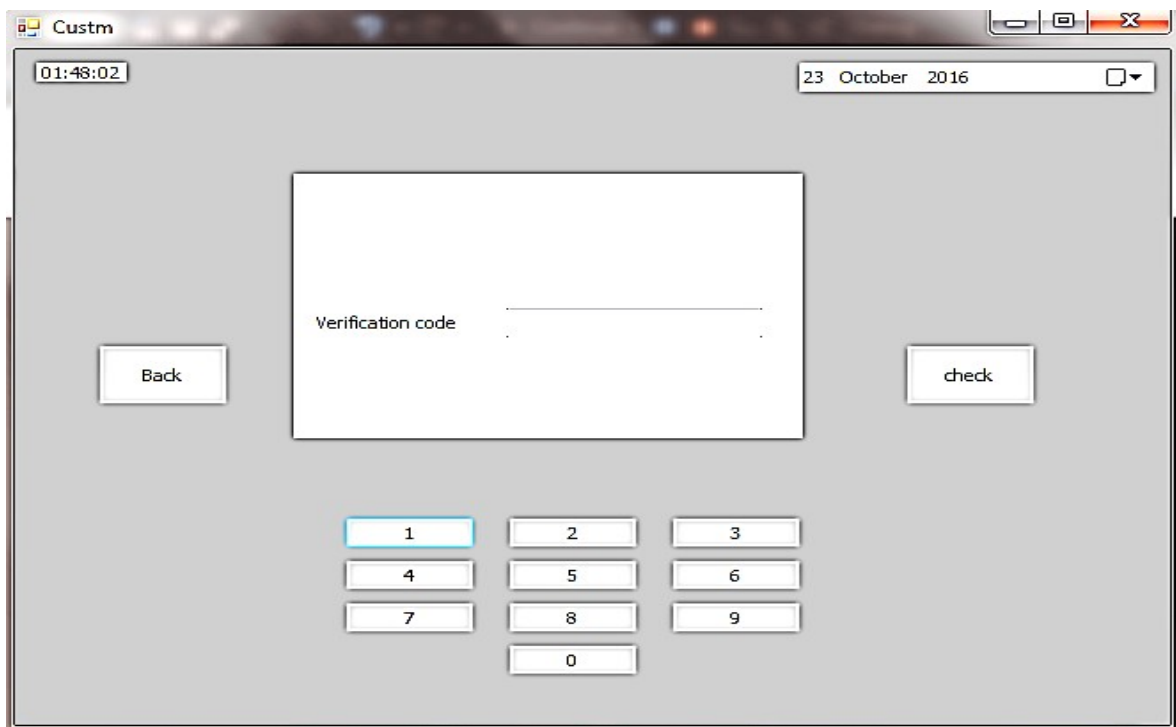 Custm
01:48:02
23 October 2016
Verification code
Back
check
1 2 3
4 5 6
7 8 9
0